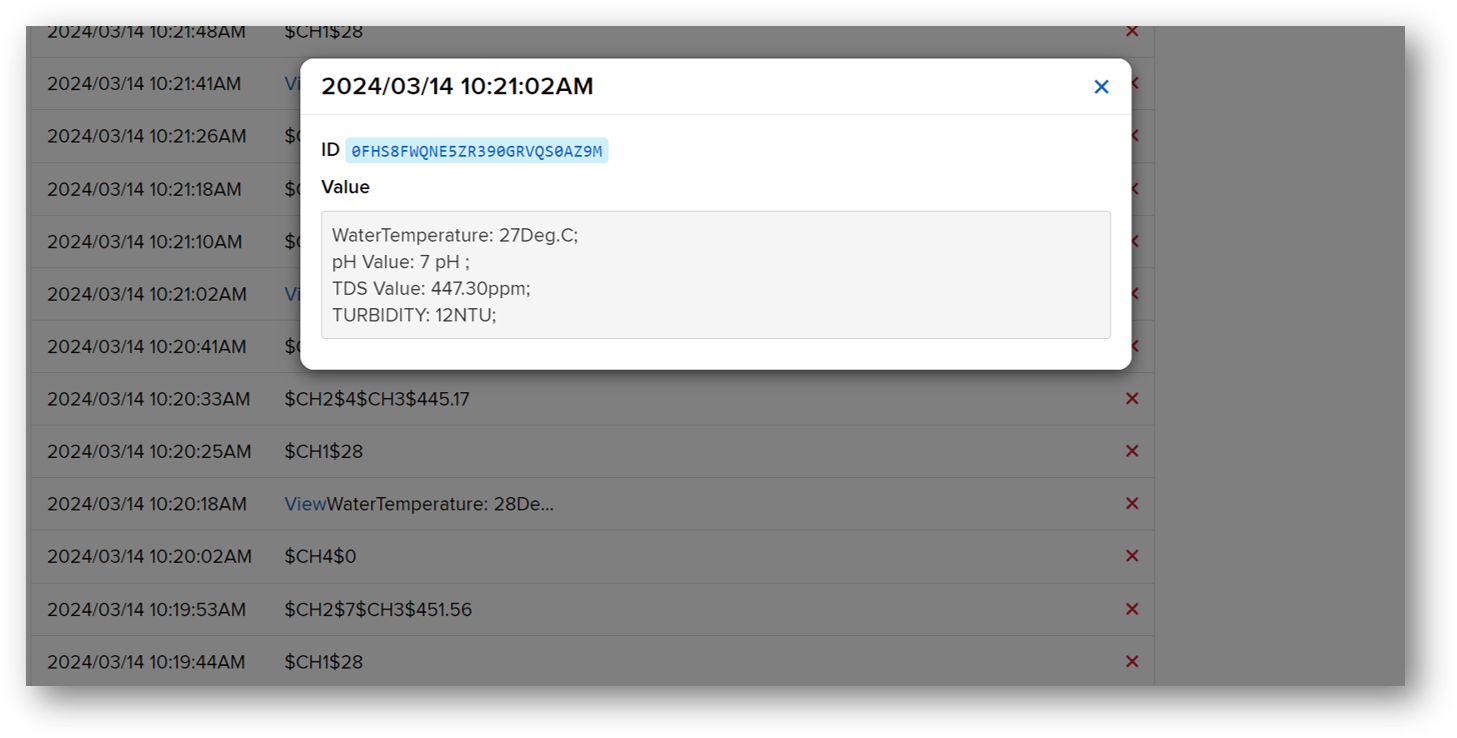 2024/03/14 10:21:48AM $CH1$28
2024/03/14 10:21:41AM
2024/03/14 10:21:26AM
2024/03/14 10:21:18AM
2024/03/14 10:21:10AM
2024/03/14 10:21:02AM
2024/03/14 10:20:41AM
2024/03/14 10:21:02AM
ID 0FHS8FWQNE5ZR390GRVQS0AZ9M
Value
WaterTemperature: 27Deg.C;
pH Value: 7 pH ;
TDS Value: 447.30ppm;
TURBIDITY: 12NTU;
2024/03/14 10:20:33AM $CH2$4$CH3$445.17
2024/03/14 10:20:25AM $CH1$28
2024/03/14 10:20:18AM ViewWaterTemperature: 28De...
2024/03/14 10:20:02AM $CH4$0
2024/03/14 10:19:53AM $CH2$7$CH3$451.56
2024/03/14 10:19:44AM $CH1$28